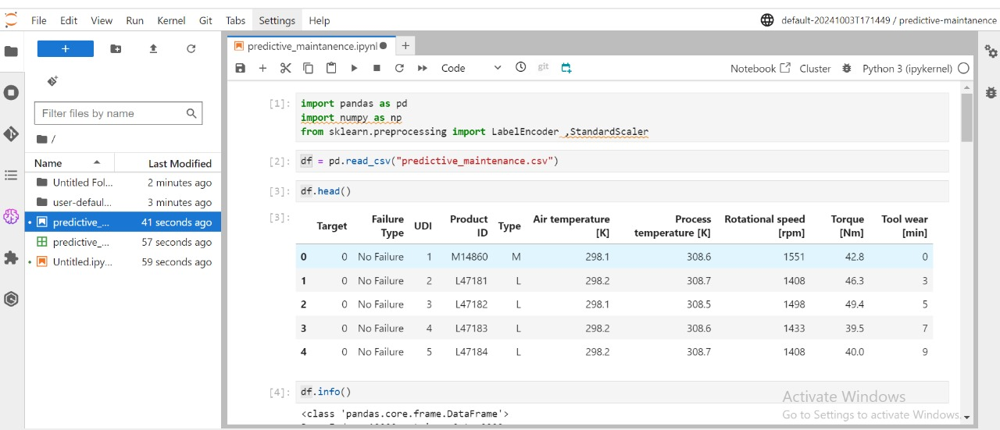 File Edit View Run Kernel Git Tabs Settings Help
default-20241003T171449 / predictive-maintanence
+
Filter files by name
/
Name Last Modified
Untitled Fol... 2 minutes ago
user-defaul... 3 minutes ago
predictive_... 41 seconds ago
predictive_... 57 seconds ago
Untitled.ipy... 59 seconds ago
predictive_maintanence.ipynl
+
Code
git
Notebook Cluster Python 3 (ipykernel)
[1]: import pandas as pd
import numpy as np
from sklearn.preprocessing import LabelEncoder ,StandardScaler
[2]: df = pd.read_csv("predictive_maintenance.csv")
[3]: df.head()
[3]:
Target Failure Type UDI Product ID Type Air temperature [K] Process temperature [K] Rotational speed [rpm] Torque [Nm] Tool wear [min]
0 0 No Failure 1 M14860 M 298.1 308.6 1551 42.8 0
1 0 No Failure 2 L47181 L 298.2 308.7 1408 46.3 3
2 0 No Failure 3 L47182 L 298.1 308.5 1498 49.4 5
3 0 No Failure 4 L47183 L 298.2 308.6 1433 39.5 7
4 0 No Failure 5 L47184 L 298.2 308.7 1408 40.0 9
[4]: df.info()
<class 'pandas.core.frame.DataFrame'>
Activate Windows
Go to Settings to activate Windows.